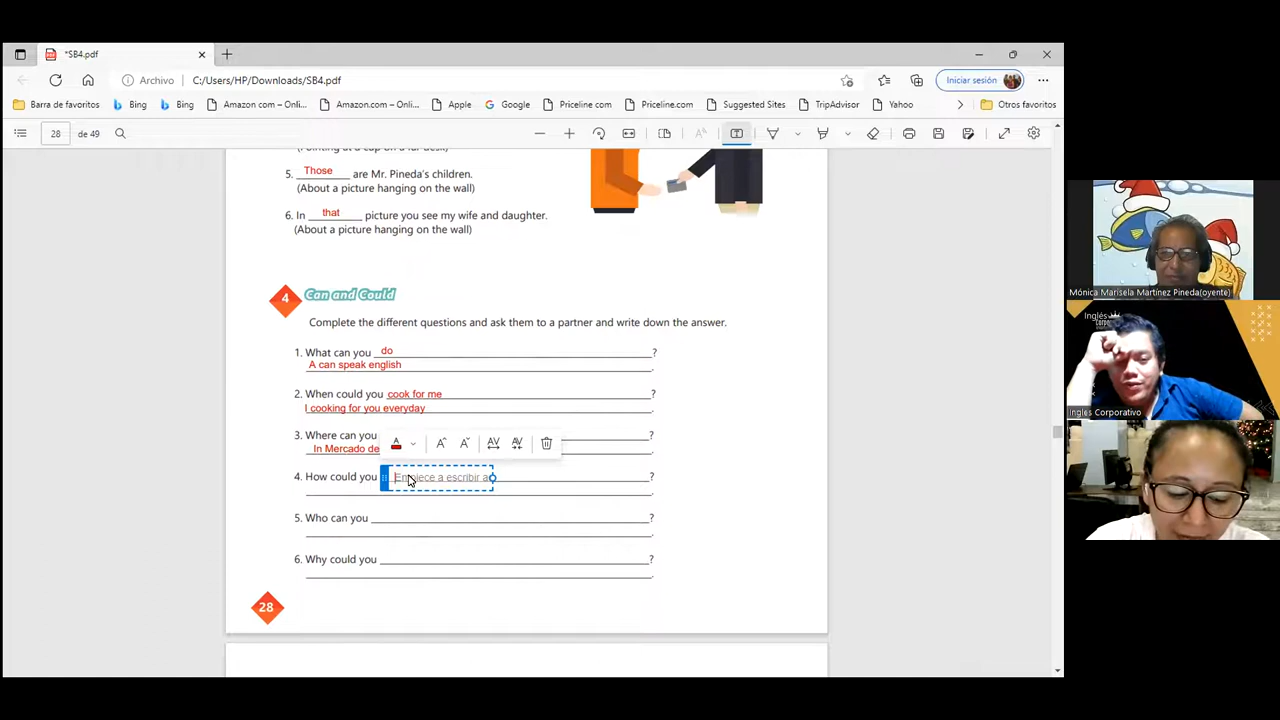 *SB4.pdf
Archivo
C:/Users/HP/Downloads/SB4.pdf
Iniciar sesión
Barra de favoritos
Bing
Bing
Amazon.com – Onli...
Amazon.com – Onli...
Apple
Google
Priceline com
Priceline.com
Suggested Sites
TripAdvisor
Yahoo
Otros favoritos
28 de 49
5. Those are Mr. Pineda's children.
(About a picture hanging on the wall)
6. In that picture you see my wife and daughter.
(About a picture hanging on the wall)
4 Can and Could
Complete the different questions and ask them to a partner and write down the answer.
1. What can you do ?
A can speak english .
2. When could you cook for me ?
I cooking for you everyday .
3. Where can you ?
In Mercado de .
4. How could you Empiece a escribir a ?
.
5. Who can you ?
.
6. Why could you ?
.
28
Mónica Marisela Martínez Pineda(oyente)
Inglés
Ingles Corporativo